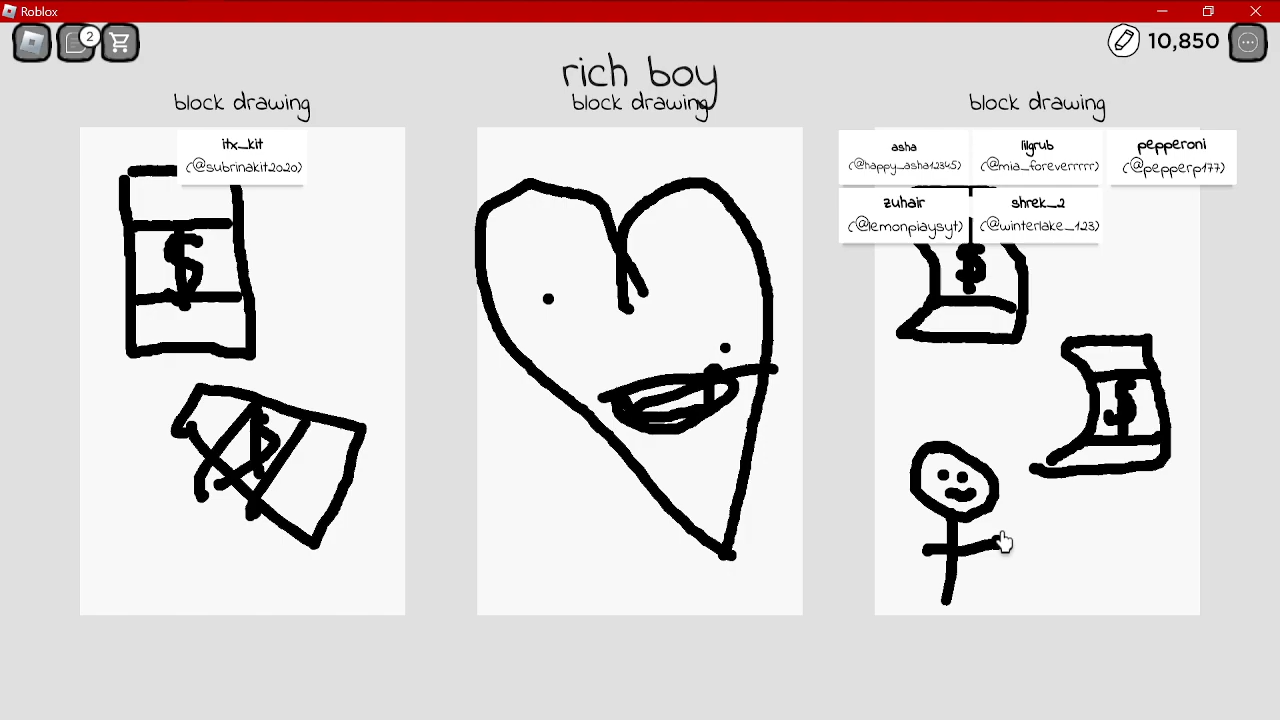 Roblox
2
10,850
rich boy
block drawing
block drawing
block drawing
itx_kit
(@subrinakit2020)
asha
(@happy_asha12345)
lilgrub
(@mia_foreverrrrr)
pepperoni
(@pepperp177)
zuhair
(@lemonpiaysyt)
shrek_2
(@winterlake_123)
$
$
$
$